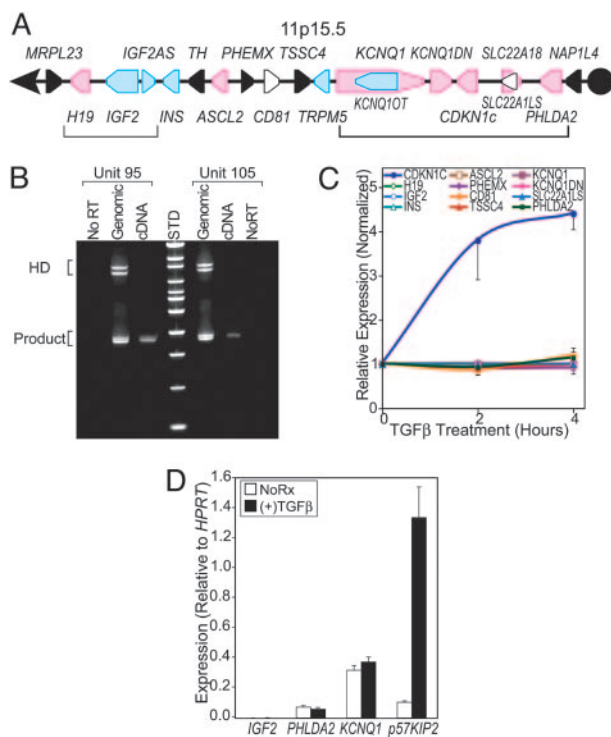 A
11p15.5
MRPL23 IGF2AS TH PHEMX TSSC4 KCNQ1 KCNQ1DN SLC22A18 NAP1L4
KCNQ1OT SLC22A1LS
H19 IGF2 INS ASCL2 CD81 TRPM5 CDKN1c PHLDA2
B
Unit 95 Unit 105
No RT Genomic cDNA STD Genomic cDNA NoRT
HD
Product
C
CDKN1C ASCL2 KCNQ1
H19 PHEMX KCNQ1DN
IGF2 CD81 SLC22A1LS
INS TSSC4 PHLDA2
Relative Expression (Normalized)
5
4
3
2
1
0
0 2 4
TGFβ Treatment (Hours)
D
NoRx
(+)TGFβ
Expression (Relative to HPRT)
1.6
1.4
1.2
1.0
0.8
0.6
0.4
0.2
0.0
IGF2 PHLDA2 KCNQ1 p57KIP2